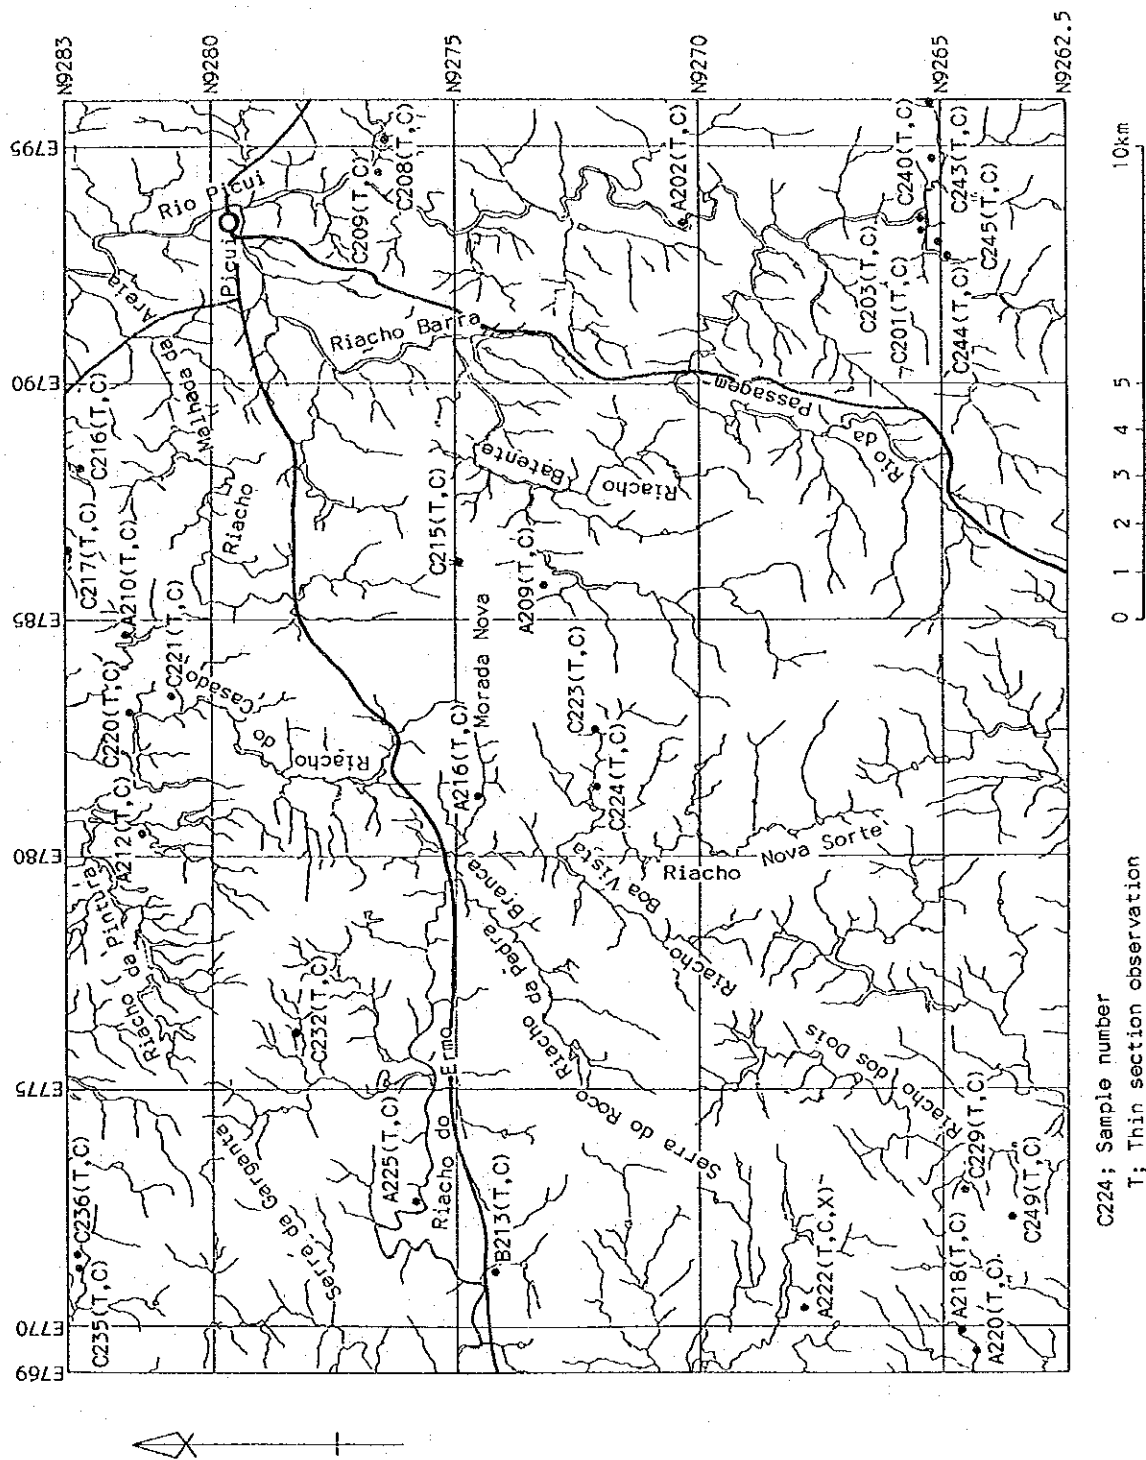 E769
E770
E775
E780
E785
E790
E795
N9283
N9280
N9275
N9270
N9265
N9262.5
C235(T,C)
C236(T,C)
Riacho da Pintura
A212(T,C)
C220(T,C)
A210(T,C)
C217(T,C)
C216(T,C)
C221(T,C)
Riacho do Casado
Riacho Malhada da Areia
Rio Picui
Picui
C209(T,C)
C208(T,C)
Serra da Garganta
C232(T,C)
A225(T,C)
Riacho do Ermo
B213(T,C)
A216(T,C)
Morada Nova
C215(T,C)
Riacho Barra
Riacho Batente
A209(T,C)
C223(T,C)
C224(T,C)
Riacho da Pedra Branca
Serra do Roco
Riacho Boa Vista
Riacho Nova Sorte
Rio da Passagem
A202(T,C)
C203(T,C)
C201(T,C)
C240(T,C)
C243(T,C)
C245(T,C)
C244(T,C)
Riacho dos Dois
A222(T,C,X)
A218(T,C)
A220(T,C)
C229(T,C)
C249(T,C)
0 1 2 3 4 5 10km
C224; Sample number
T; Thin section observation